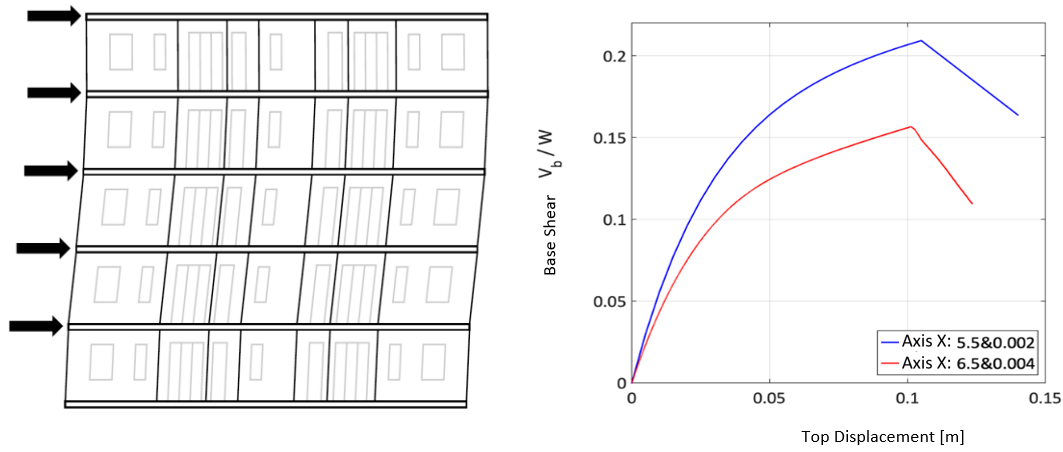 0.2
0.15
0.1
0.05
0
Base Shear V_b / W
0
0.05
0.1
0.15
Top Displacement [m]
Axis X: 5.5&0.002
Axis X: 6.5&0.004